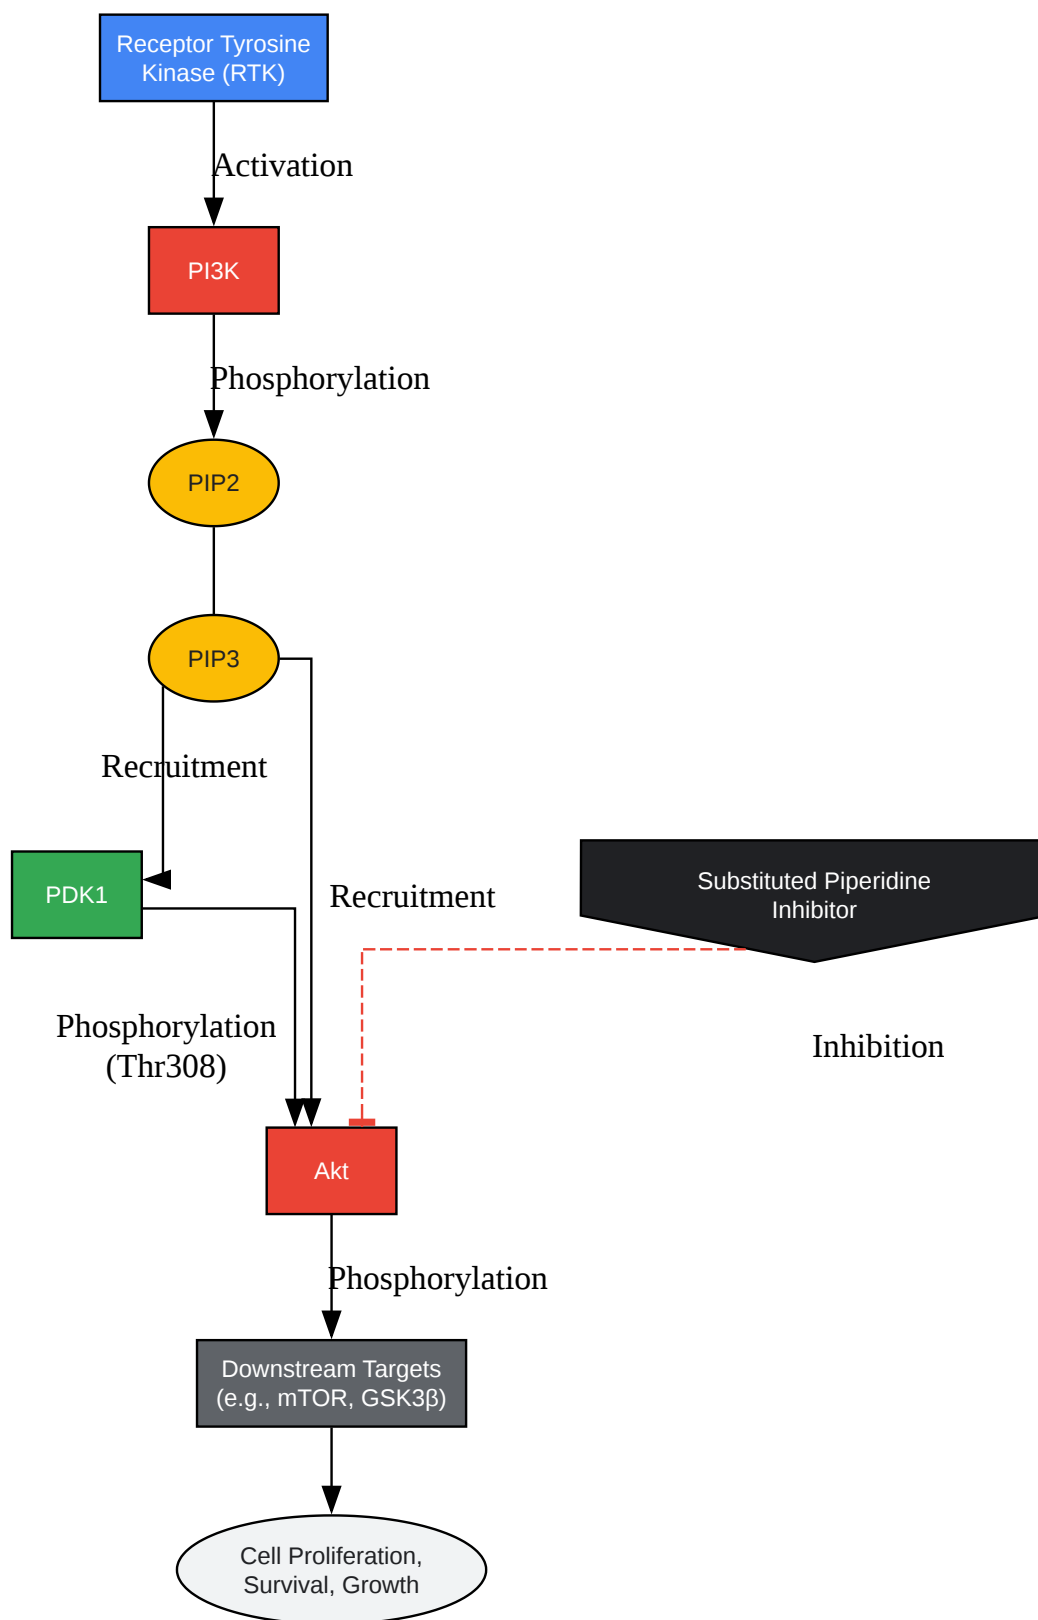 Receptor Tyrosine
Kinase (RTK)
Activation
PI3K
Phosphorylation
PIP2
PIP3
Recruitment
PDK1
Recruitment
Substituted Piperidine
Inhibitor
Phosphorylation
(Thr308)
Inhibition
Akt
Phosphorylation
Downstream Targets
(e.g., mTOR, GSK3β)
Cell Proliferation,
Survival, Growth